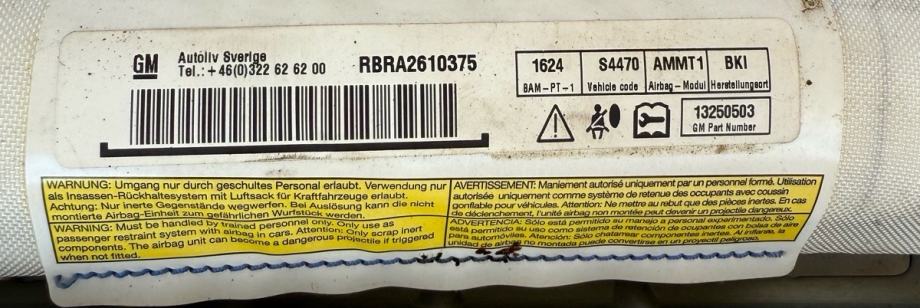 GM
Autoliv Sverige
Tel.: +46(0)322 62 62 00
RBRA2610375
1624 S4470 AMMT1 BKI
BAM-PT-1 Vehicle code Airbag-Modul Herstellungsort
13250503
GM Part Number
WARNUNG: Umgang nur durch geschultes Personal erlaubt. Verwendung nur
als Insassen-Rückhaltesystem mit Luftsack für Kraftfahrzeuge erlaubt.
Achtung: Nur inerte Gegenstände wegwerfen. Bei Auslösung kann die nicht
montierte Airbag-Einheit zum gefährlichen Wurfstück werden.
WARNING: Must be handled by trained personnel only. Only use as
passenger restraint system with airbag in cars. Attention: Only scrap inert
components. The airbag unit can become a dangerous projectile if triggered
when not fitted.
AVERTISSEMENT: Maniement autorisé uniquement par un personnel formé. Utilisation
autorisée uniquement comme système de retenue des occupants avec coussin
gonflable pour véhicules. Attention: Ne mettre au rebut que des pièces inertes. En cas
de déclenchement, l'unité airbag non montée peut devenir un projectile dangereux.
ADVERTENCIA: Sólo está permitido su manejo a personal experimentado. Sólo
está permitido su uso como sistema de retención de ocupantes con bolsa de aire
para automóviles. Atención: Sólo chatarrear componentes inertes. Al inflarse, la
unidad de airbag no montada puede convertirse en un proyectil peligroso.